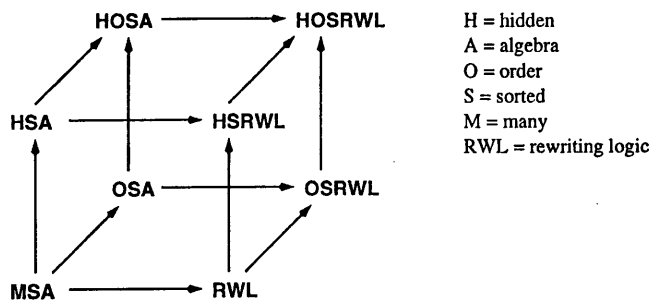 HOSA HOSRWL
HSA HSRWL
OSA OSRWL
MSA RWL
H = hidden
A = algebra
O = order
S = sorted
M = many
RWL = rewriting logic